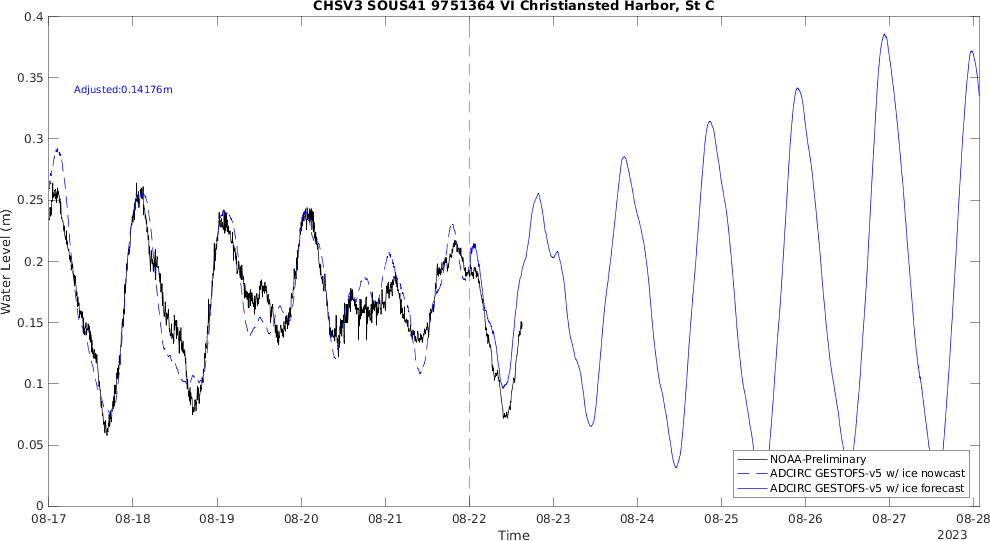 CHSV3 SOUS41 9751364 VI Christiansted Harbor, St C
Adjusted:0.14176m
Water Level (m)
0.4
0.35
0.3
0.25
0.2
0.15
0.1
0.05
0
NOAA-Preliminary
ADCIRC GESTOFS-v5 w/ ice nowcast
ADCIRC GESTOFS-v5 w/ ice forecast
08-17 08-18 08-19 08-20 08-21 08-22 08-23 08-24 08-25 08-26 08-27 08-28
Time
2023